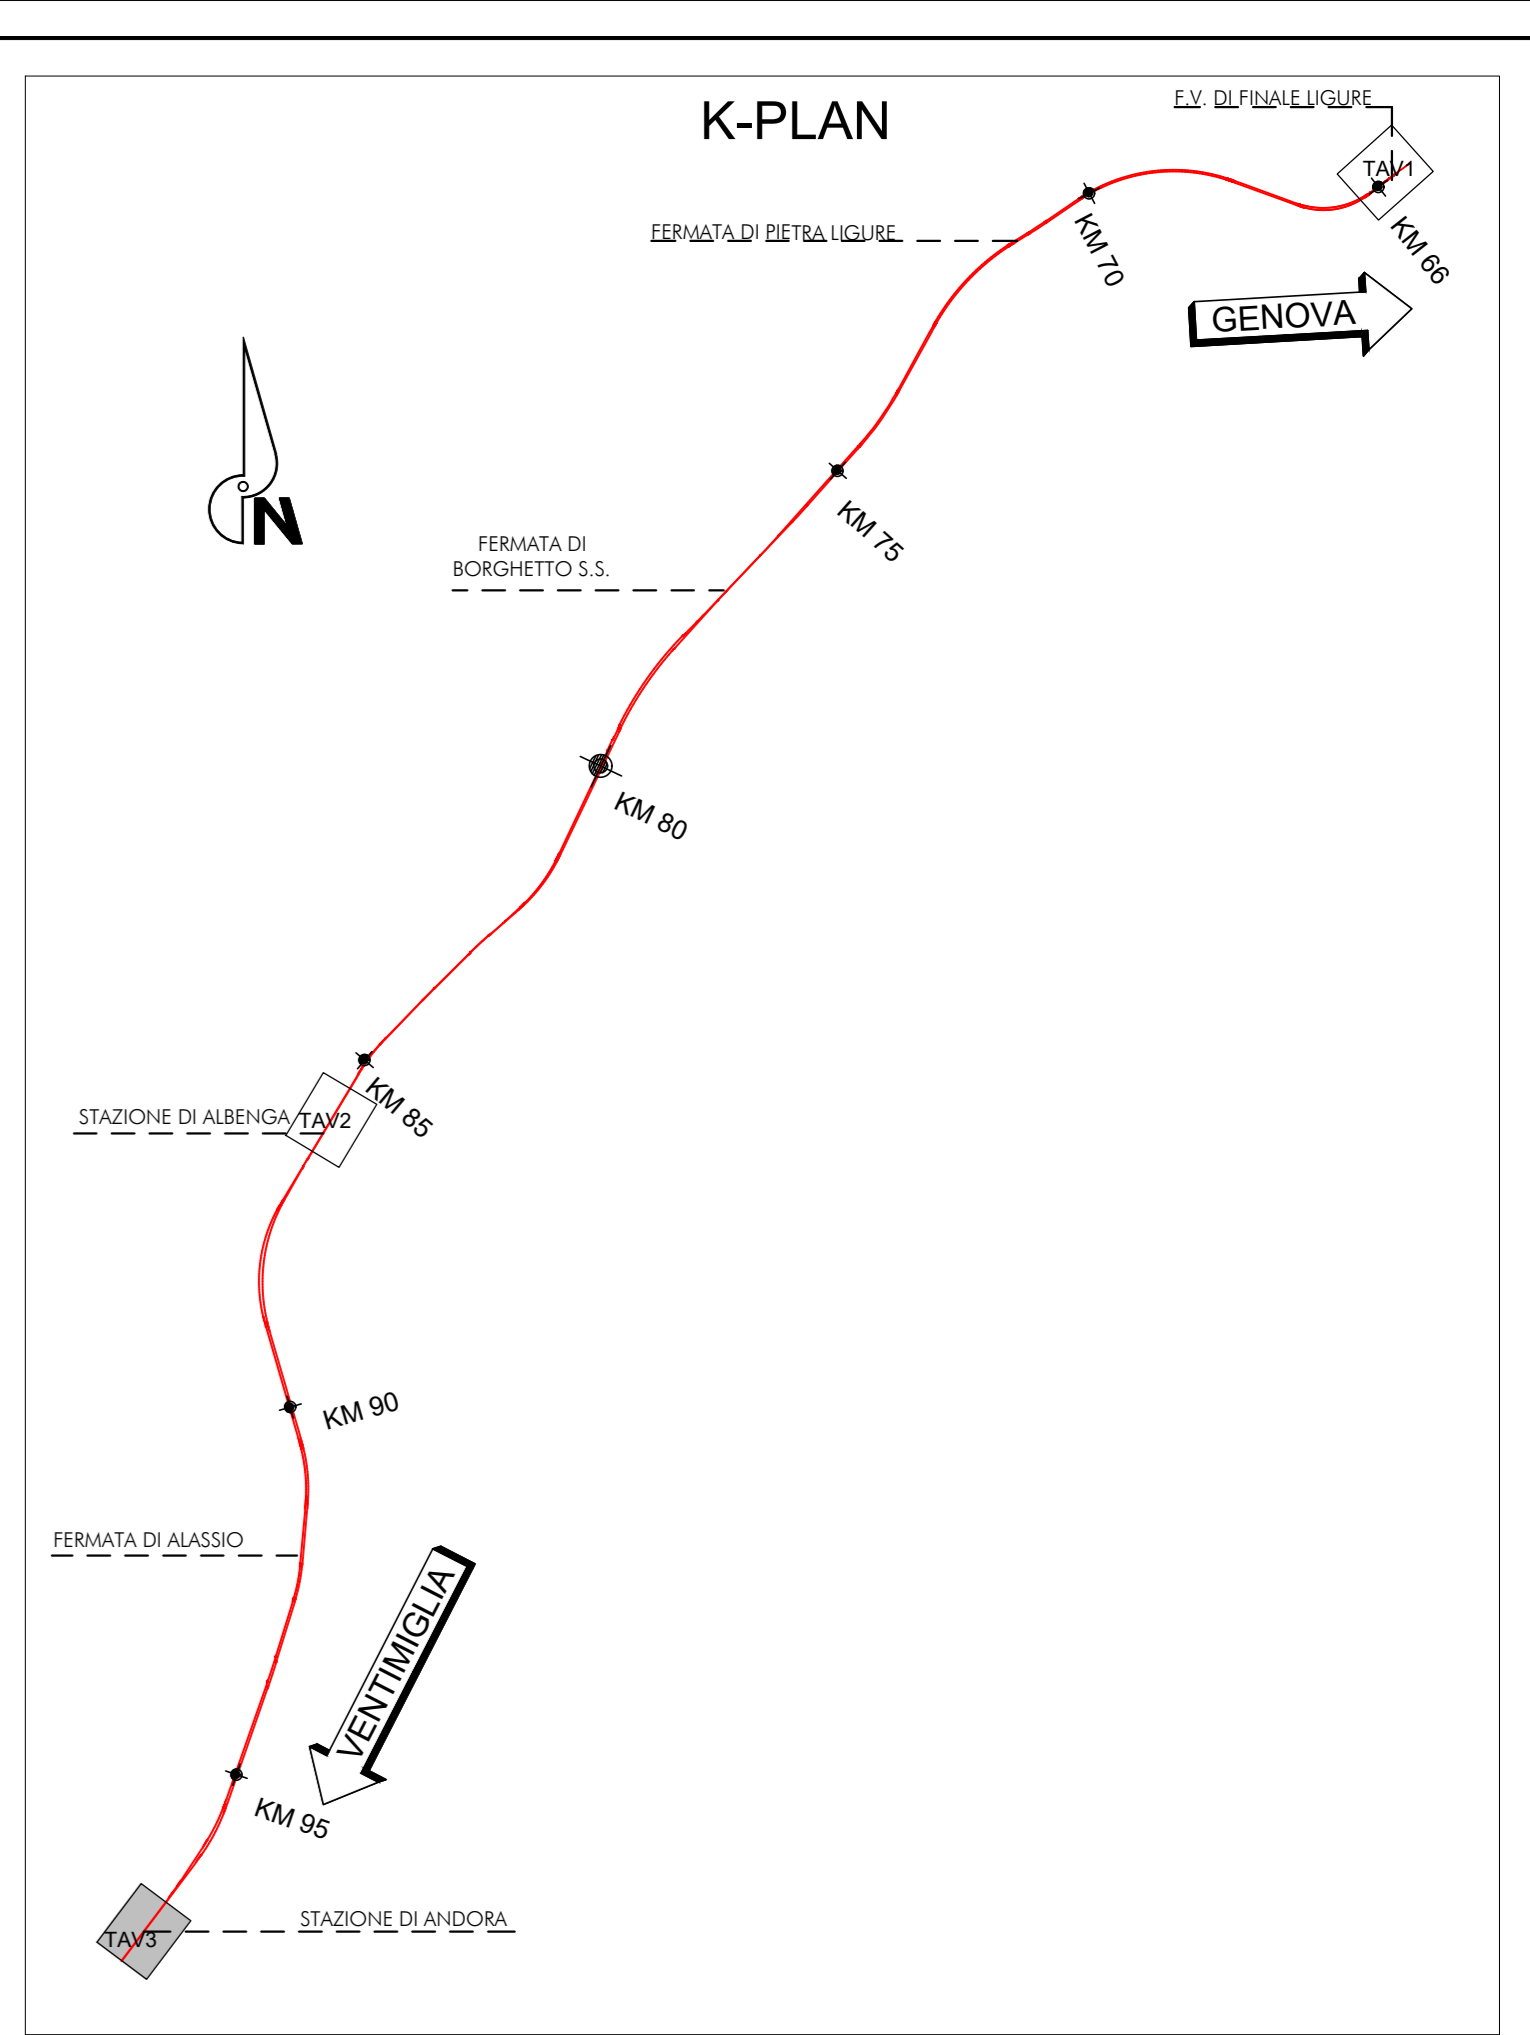 K-PLAN
F.V. DI FINALE LIGURE
TAV1
KM 66
KM 70
FERMATA DI PIETRA LIGURE
GENOVA
N
KM 75
FERMATA DI
BORGHETTO S.S.
KM 80
KM 85
STAZIONE DI ALBENGA
TAV2
KM 90
FERMATA DI ALASSIO
VENTIMIGLIA
KM 95
STAZIONE DI ANDORA
TAV3